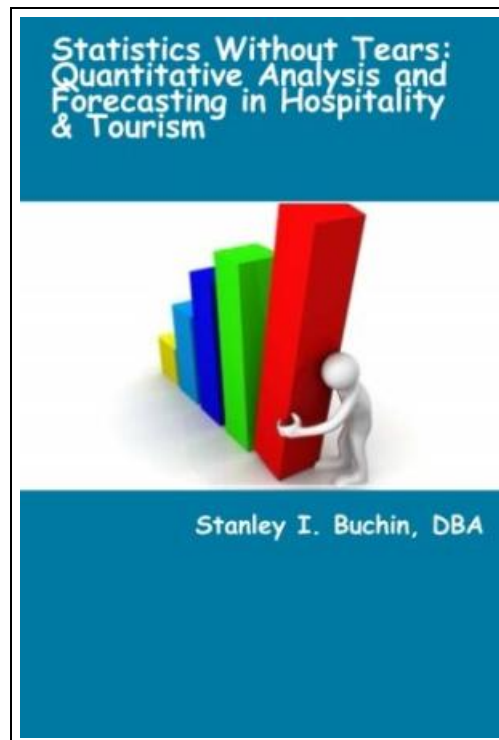 Statistics Without Tears:
Quantitative Analysis and
Forecasting in Hospitality
& Tourism
Stanley I. Buchin, DBA